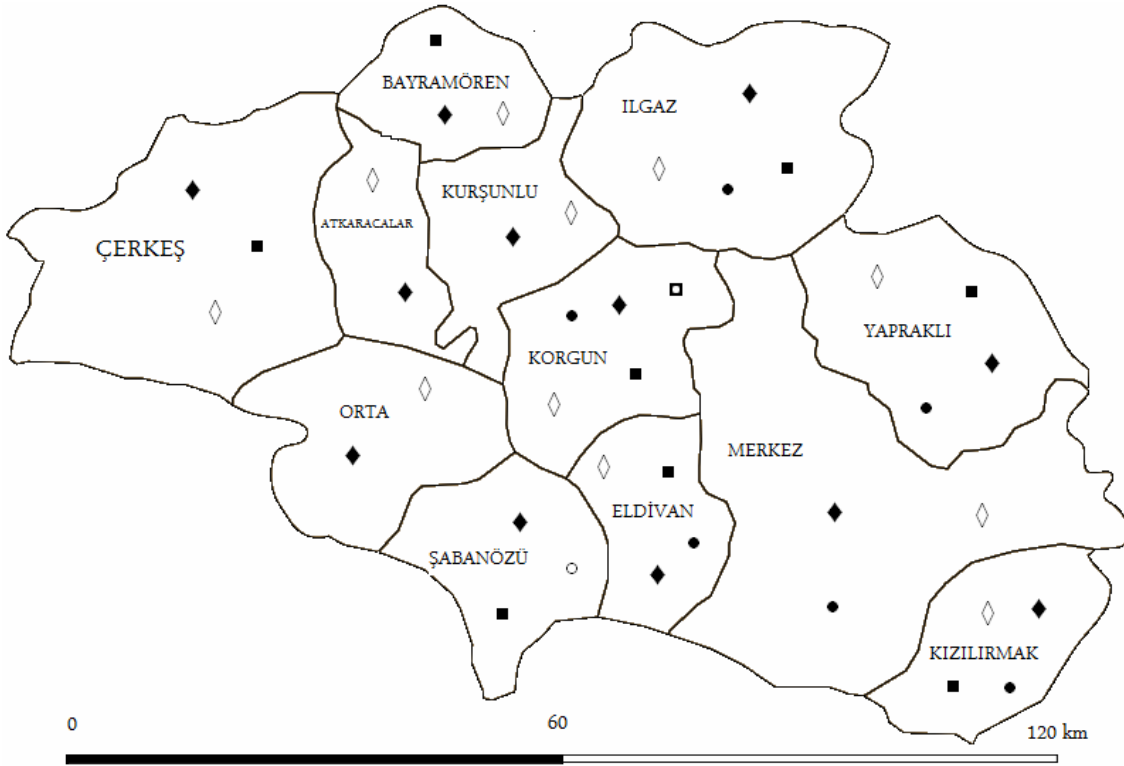 BAYRAMÖREN
ILGAZ
KURŞUNLU
ATKARACALAR
ÇERKEŞ
YAPRAKLI
KORGUN
ORTA
MERKEZ
ELDİVAN
ŞABANÖZÜ
KIZILIRMAK
0 60 120 km